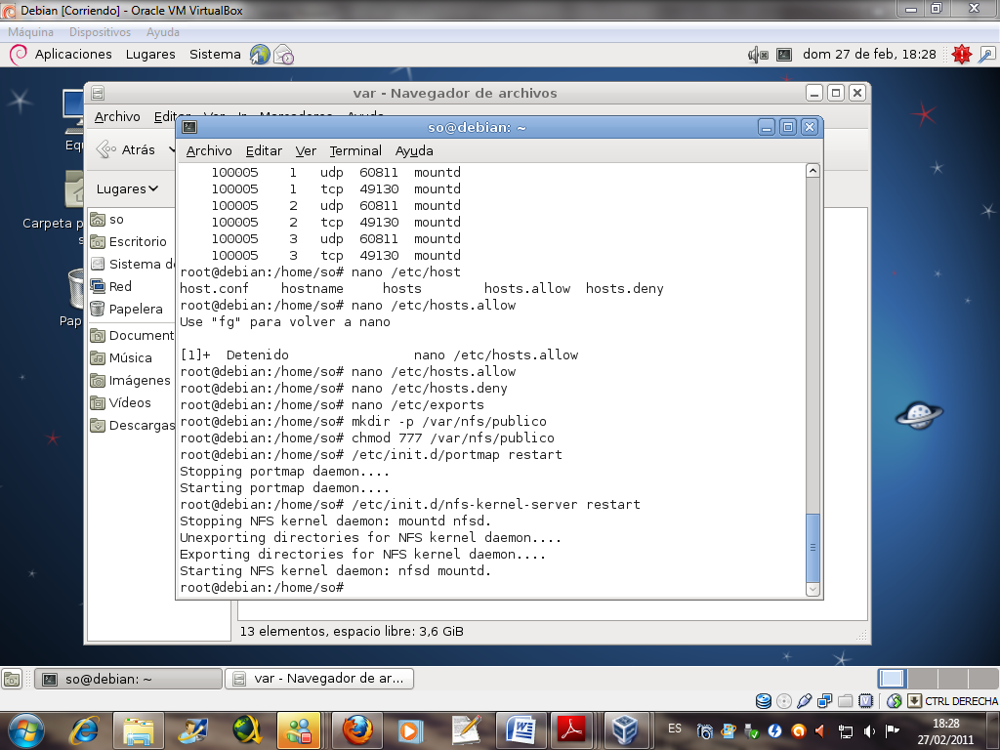 Debian [Corriendo] - Oracle VM VirtualBox
Máquina Dispositivos Ayuda
Aplicaciones Lugares Sistema dom 27 de feb, 18:28
var - Navegador de archivos
Archivo
so@debian: ~
Atrás
Archivo Editar Ver Terminal Ayuda
Lugares
so
Escritorio
Sistema
Red
Papelera
Document
Música
Imágenes
Vídeos
Descargas
Carpeta
100005 1 udp 60811 mountd
100005 1 tcp 49130 mountd
100005 2 udp 60811 mountd
100005 2 tcp 49130 mountd
100005 3 udp 60811 mountd
100005 3 tcp 49130 mountd
root@debian:/home/so# nano /etc/host
host.conf hostname hosts hosts.allow hosts.deny
root@debian:/home/so# nano /etc/hosts.allow
Use "fg" para volver a nano
[1]+ Detenido nano /etc/hosts.allow
root@debian:/home/so# nano /etc/hosts.allow
root@debian:/home/so# nano /etc/hosts.deny
root@debian:/home/so# nano /etc/exports
root@debian:/home/so# mkdir -p /var/nfs/publico
root@debian:/home/so# chmod 777 /var/nfs/publico
root@debian:/home/so# /etc/init.d/portmap restart
Stopping portmap daemon....
Starting portmap daemon....
root@debian:/home/so# /etc/init.d/nfs-kernel-server restart
Stopping NFS kernel daemon: mountd nfsd.
Unexporting directories for NFS kernel daemon....
Exporting directories for NFS kernel daemon....
Starting NFS kernel daemon: nfsd mountd.
root@debian:/home/so#
13 elementos, espacio libre: 3,6 GiB
so@debian: ~ var - Navegador de ar...
CTRL DERECHA
ES 18:28
27/02/2011